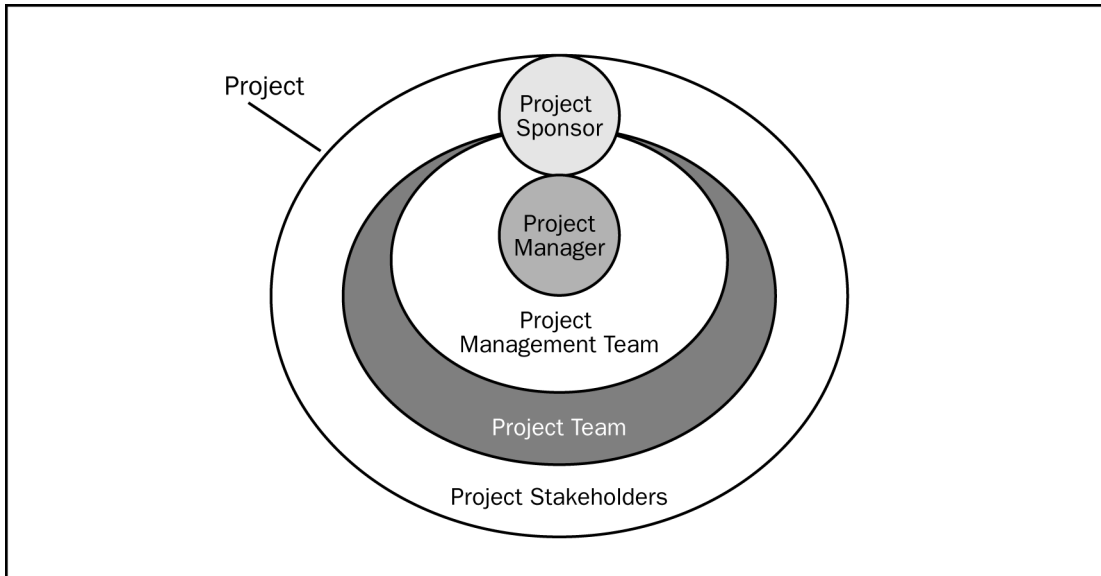 Project
Project
Sponsor
Project
Manager
Project
Management Team
Project Team
Project Stakeholders